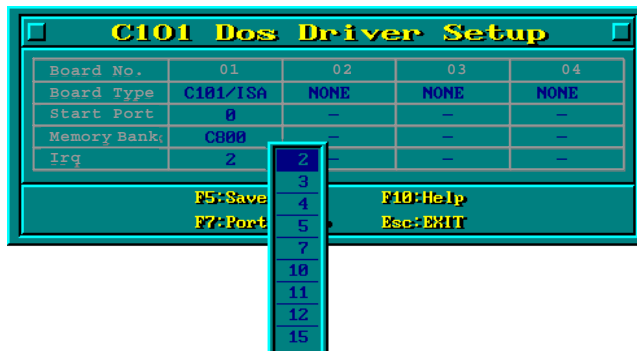 C101 Dos Driver Setup
Board No. 01 02 03 04
Board Type C101/ISA NONE NONE NONE
Start Port 0 — — —
Memory Bank C800 — —
Irq 2 — — —
F5:Save F10:Help
F7:Port Esc:EXIT
2
3
4
5
7
10
11
12
15